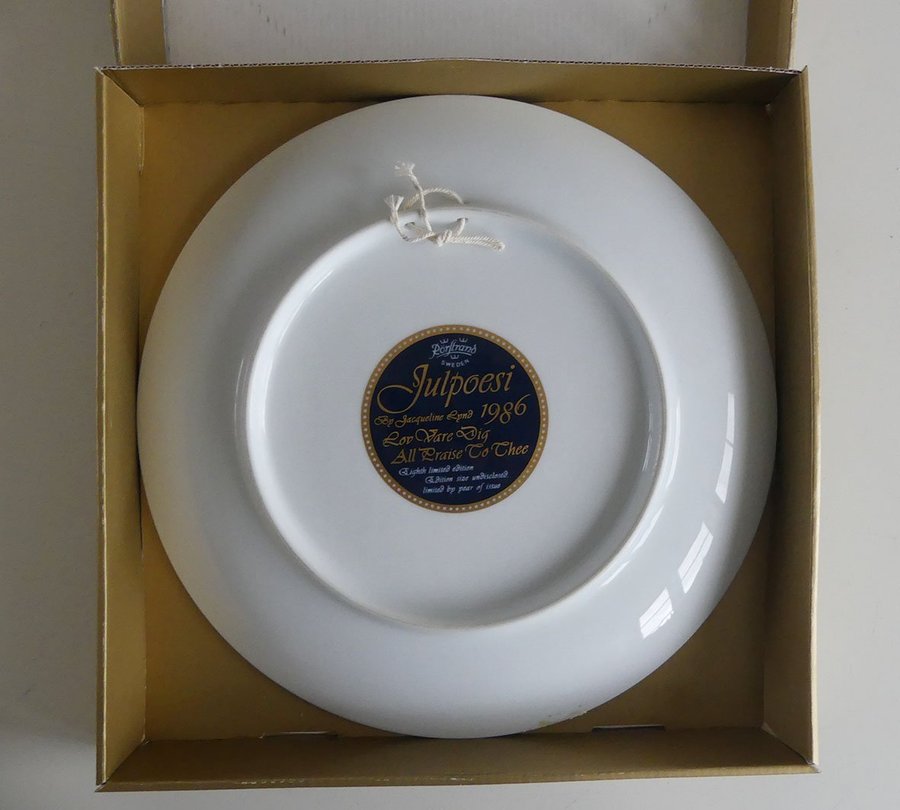 Rörstrand
SWEDEN
Julpoesi
By Jacqueline Lynd 1986
Lov Vare Dig
All Praise To Thee
Eighth limited edition
Edition size undisclosed,
limited by year of issue